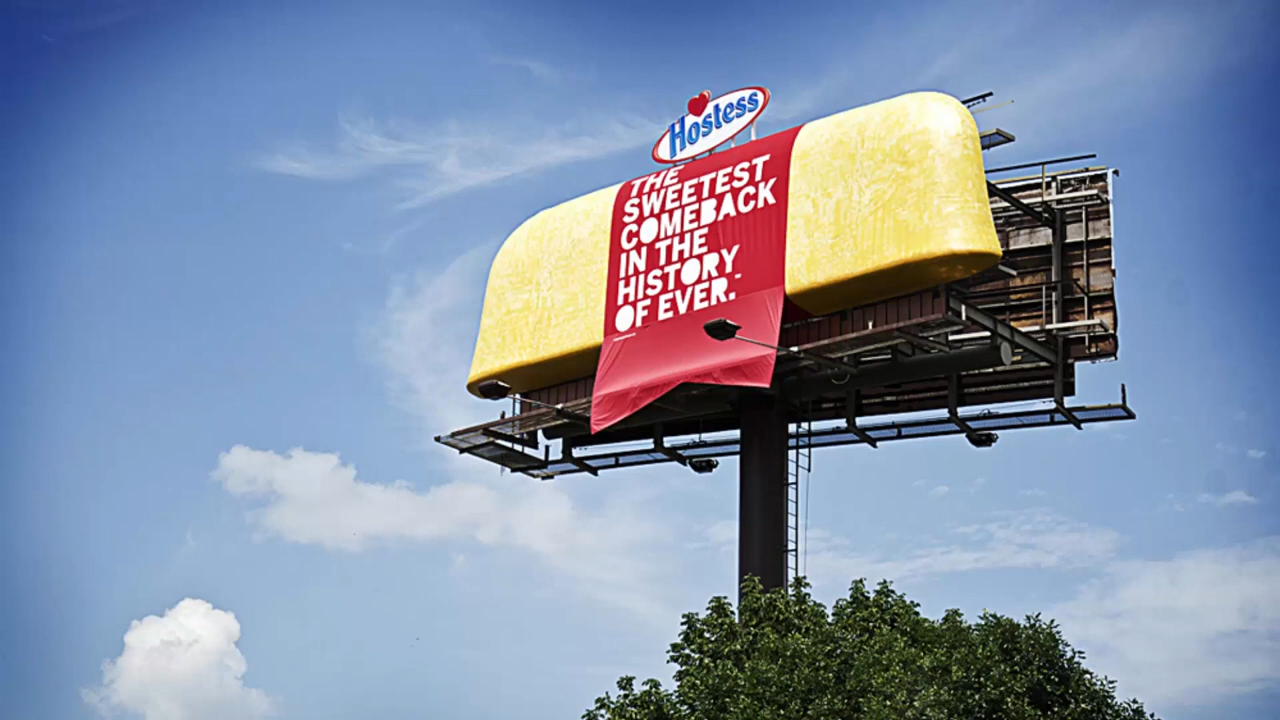 Hostess
THE
SWEETEST
COMEBACK
IN THE
HISTORY
OF EVER.